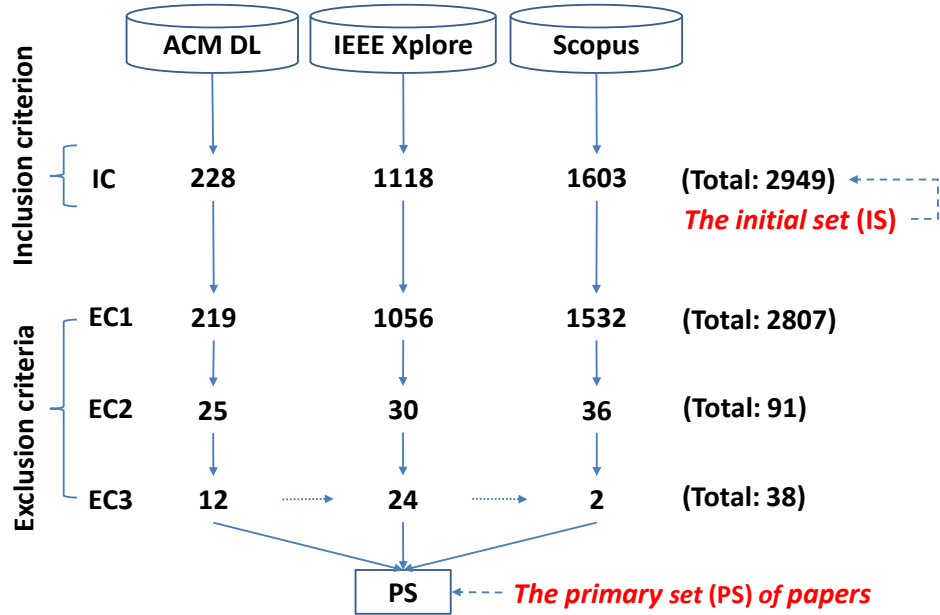 ACM DL IEEE Xplore Scopus
Inclusion criterion
IC 228 1118 1603 (Total: 2949)
The initial set (IS)
Exclusion criteria
EC1 219 1056 1532 (Total: 2807)
EC2 25 30 36 (Total: 91)
EC3 12 24 2 (Total: 38)
PS The primary set (PS) of papers